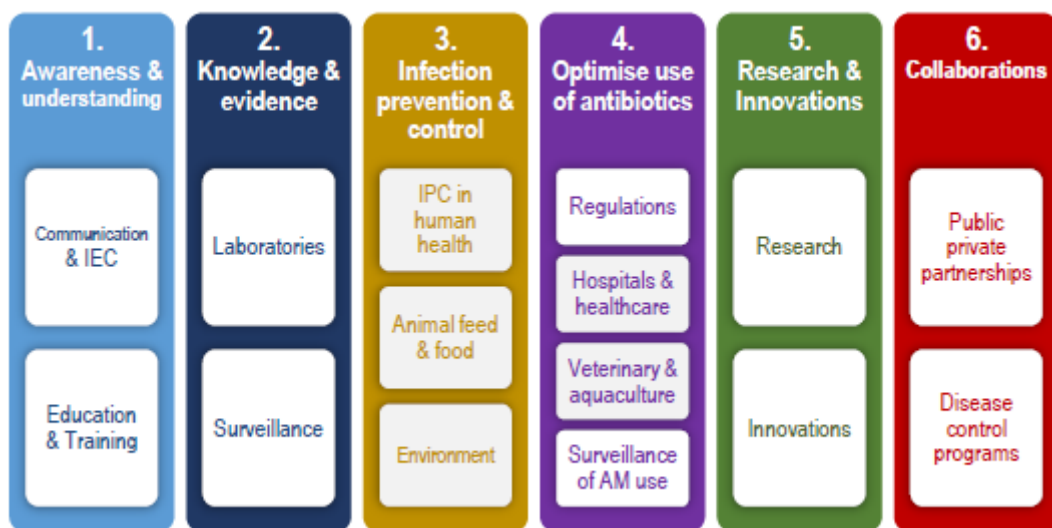 1.
Awareness &
understanding
Communication
& IEC
Education
& Training
2.
Knowledge &
evidence
Laboratories
Surveillance
3.
Infection
prevention &
control
IPC in
human
health
Animal feed
& food
Environment
4.
Optimise use
of antibiotics
Regulations
Hospitals &
healthcare
Veterinary &
aquaculture
Surveillance
of AM use
5.
Research &
Innovations
Research
Innovations
6.
Collaborations
Public
private
partnerships
Disease
control
programs